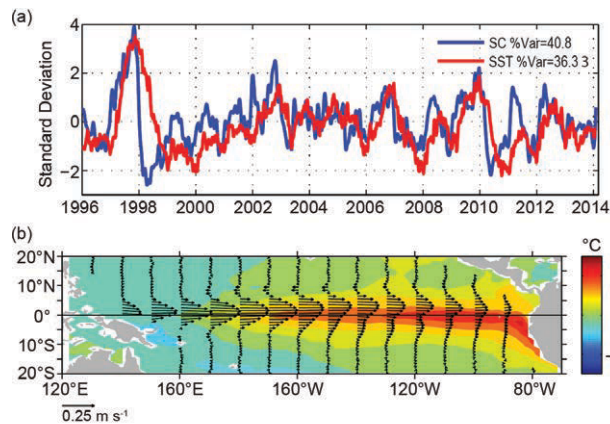 (a)
4
2
0
−2
Standard Deviation
SC %Var=40.8
SST %Var=36.3 3
1996 1998 2000 2002 2004 2006 2008 2010 2012 2014
(b)
°C
20°N
10°N
0°
10°S
20°S
120°E 160°E 160°W 120°W 80°W
0.25 m s⁻¹